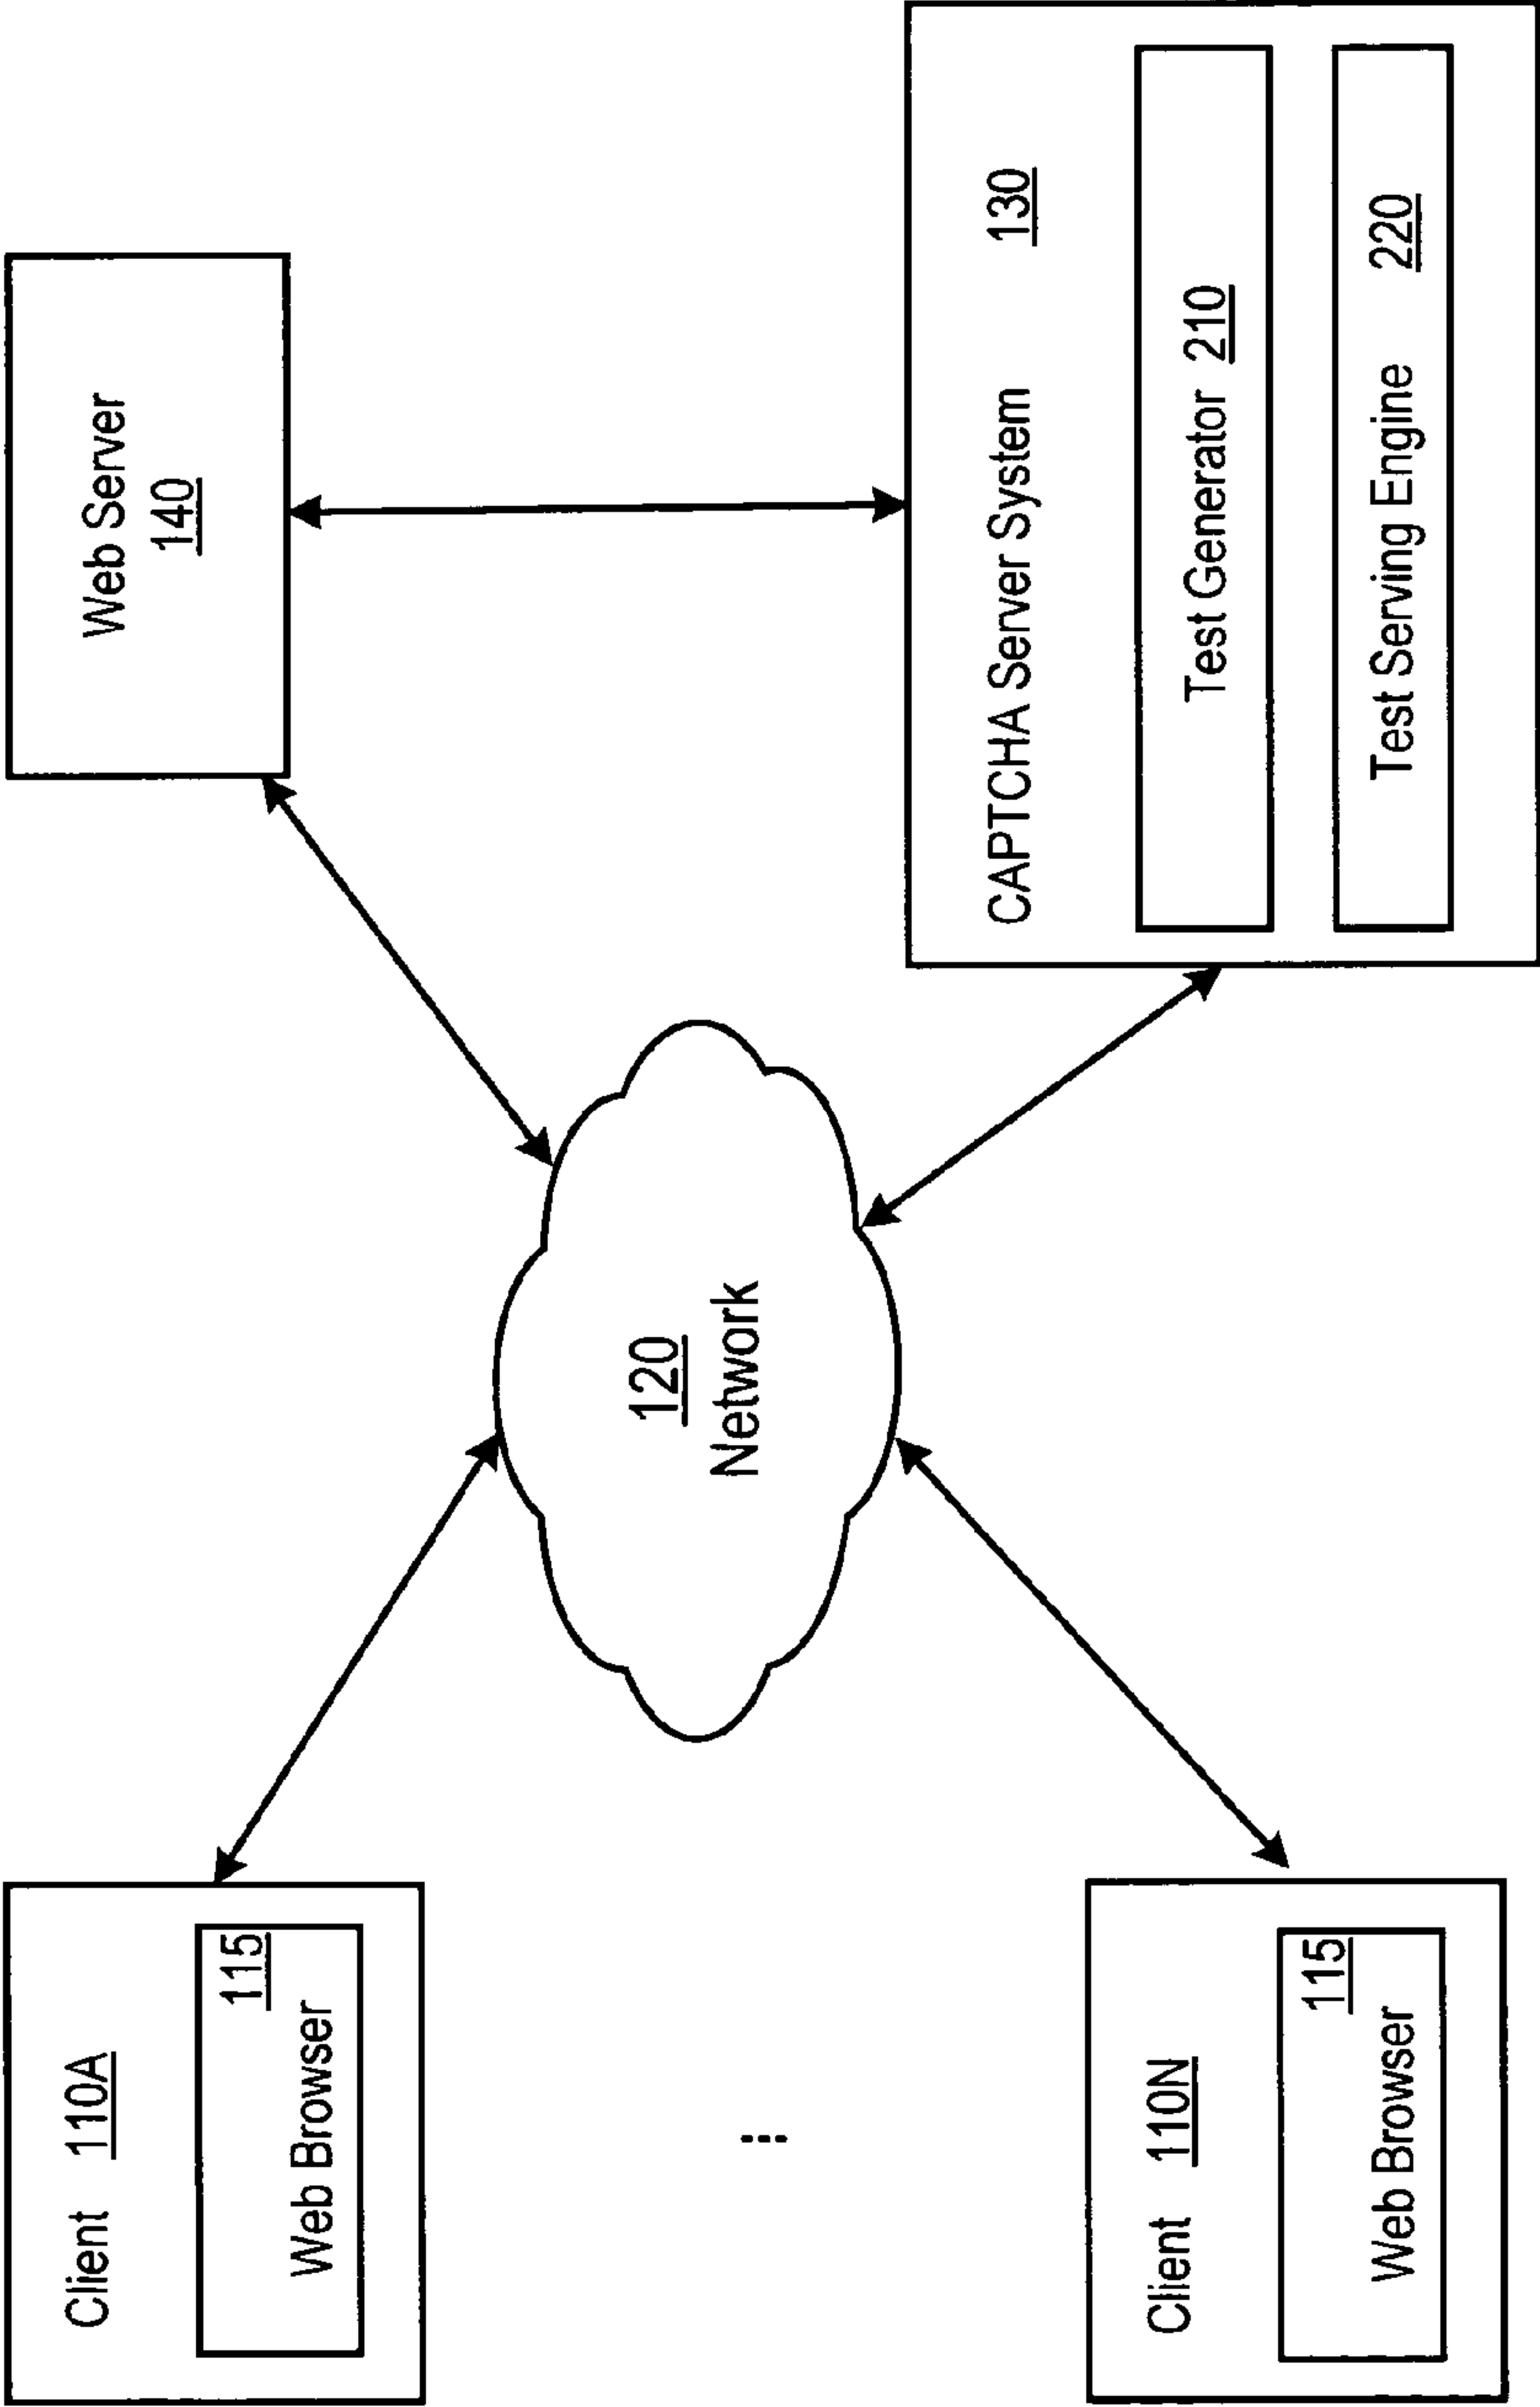 Client 110A
115
Web Browser
⋮
Client 110N
115
Web Browser
120
Network
Web Server
140
CAPTCHA Server System 130
Test Generator 210
Test Serving Engine 220